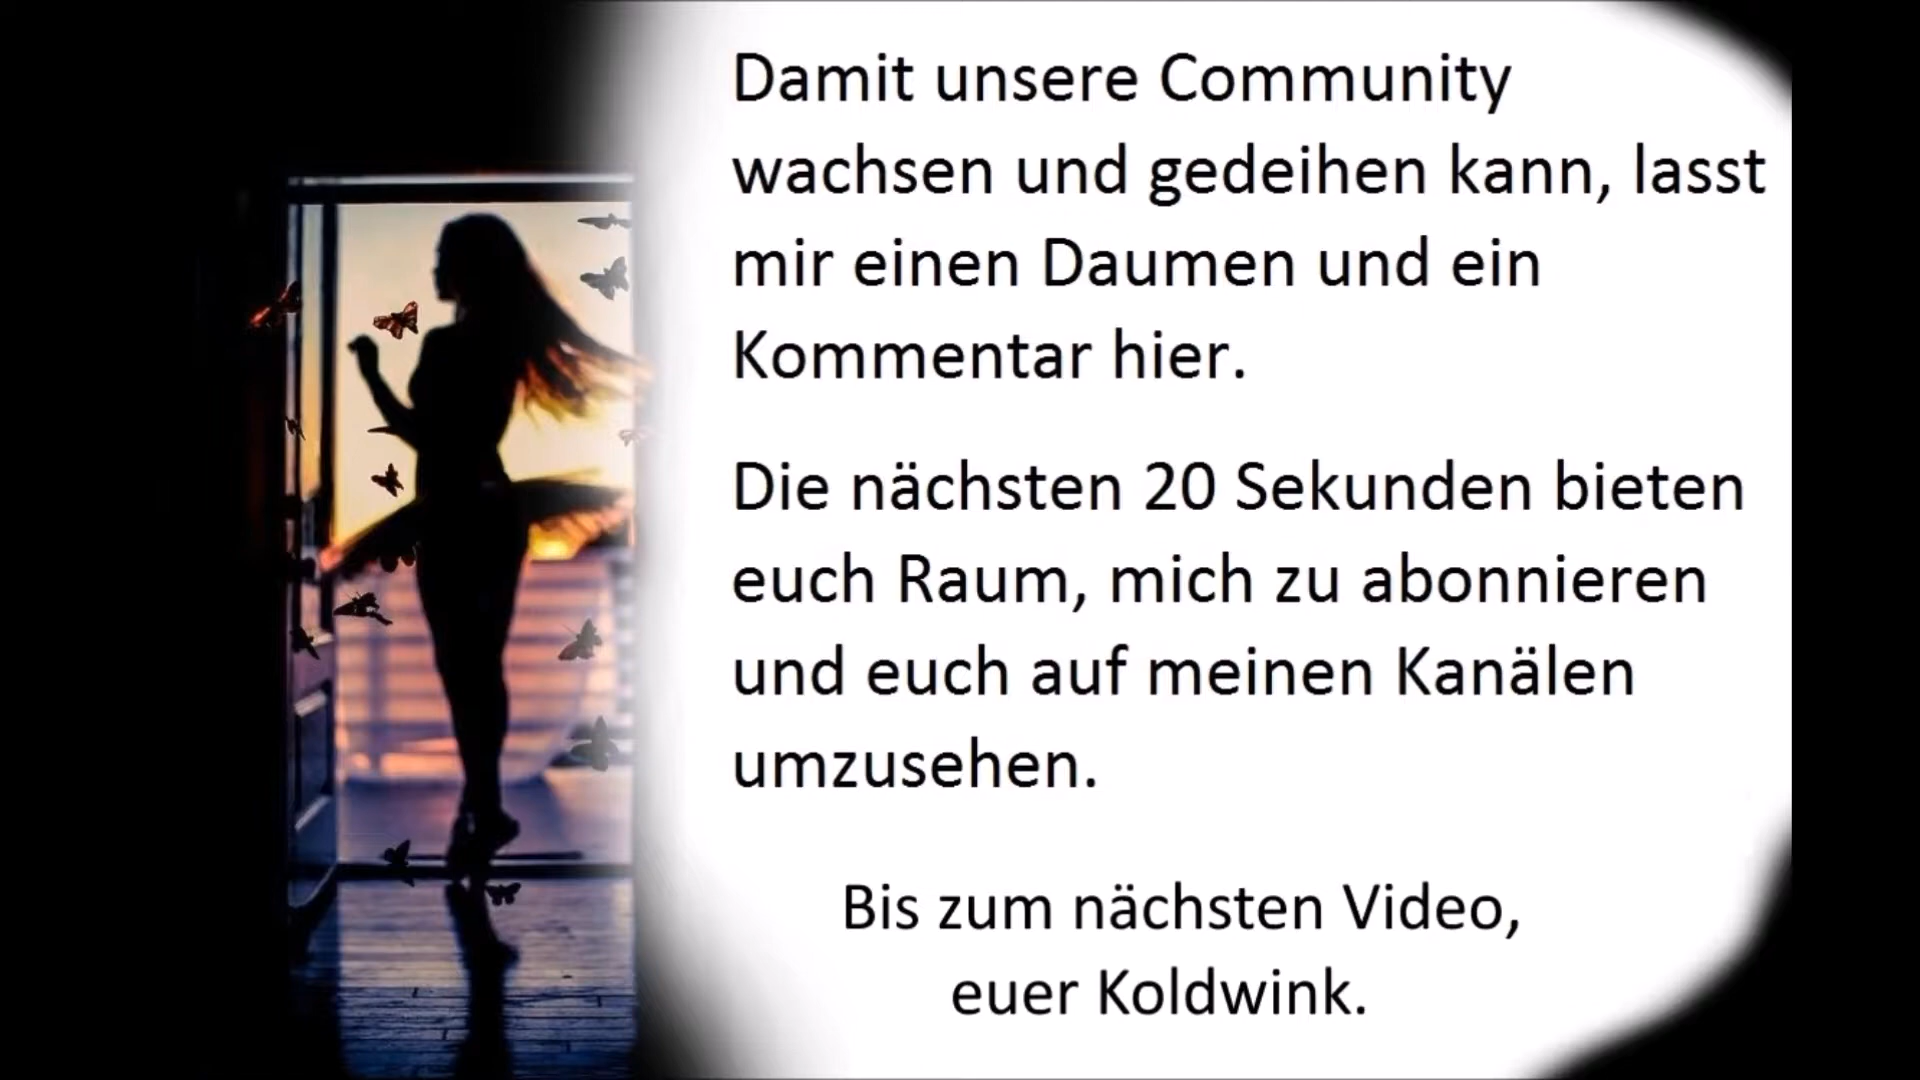 Damit unsere Community
wachsen und gedeihen kann, lasst
mir einen Daumen und ein
Kommentar hier.
Die nächsten 20 Sekunden bieten
euch Raum, mich zu abonnieren
und euch auf meinen Kanälen
umzusehen.
Bis zum nächsten Video,
euer Koldwink.